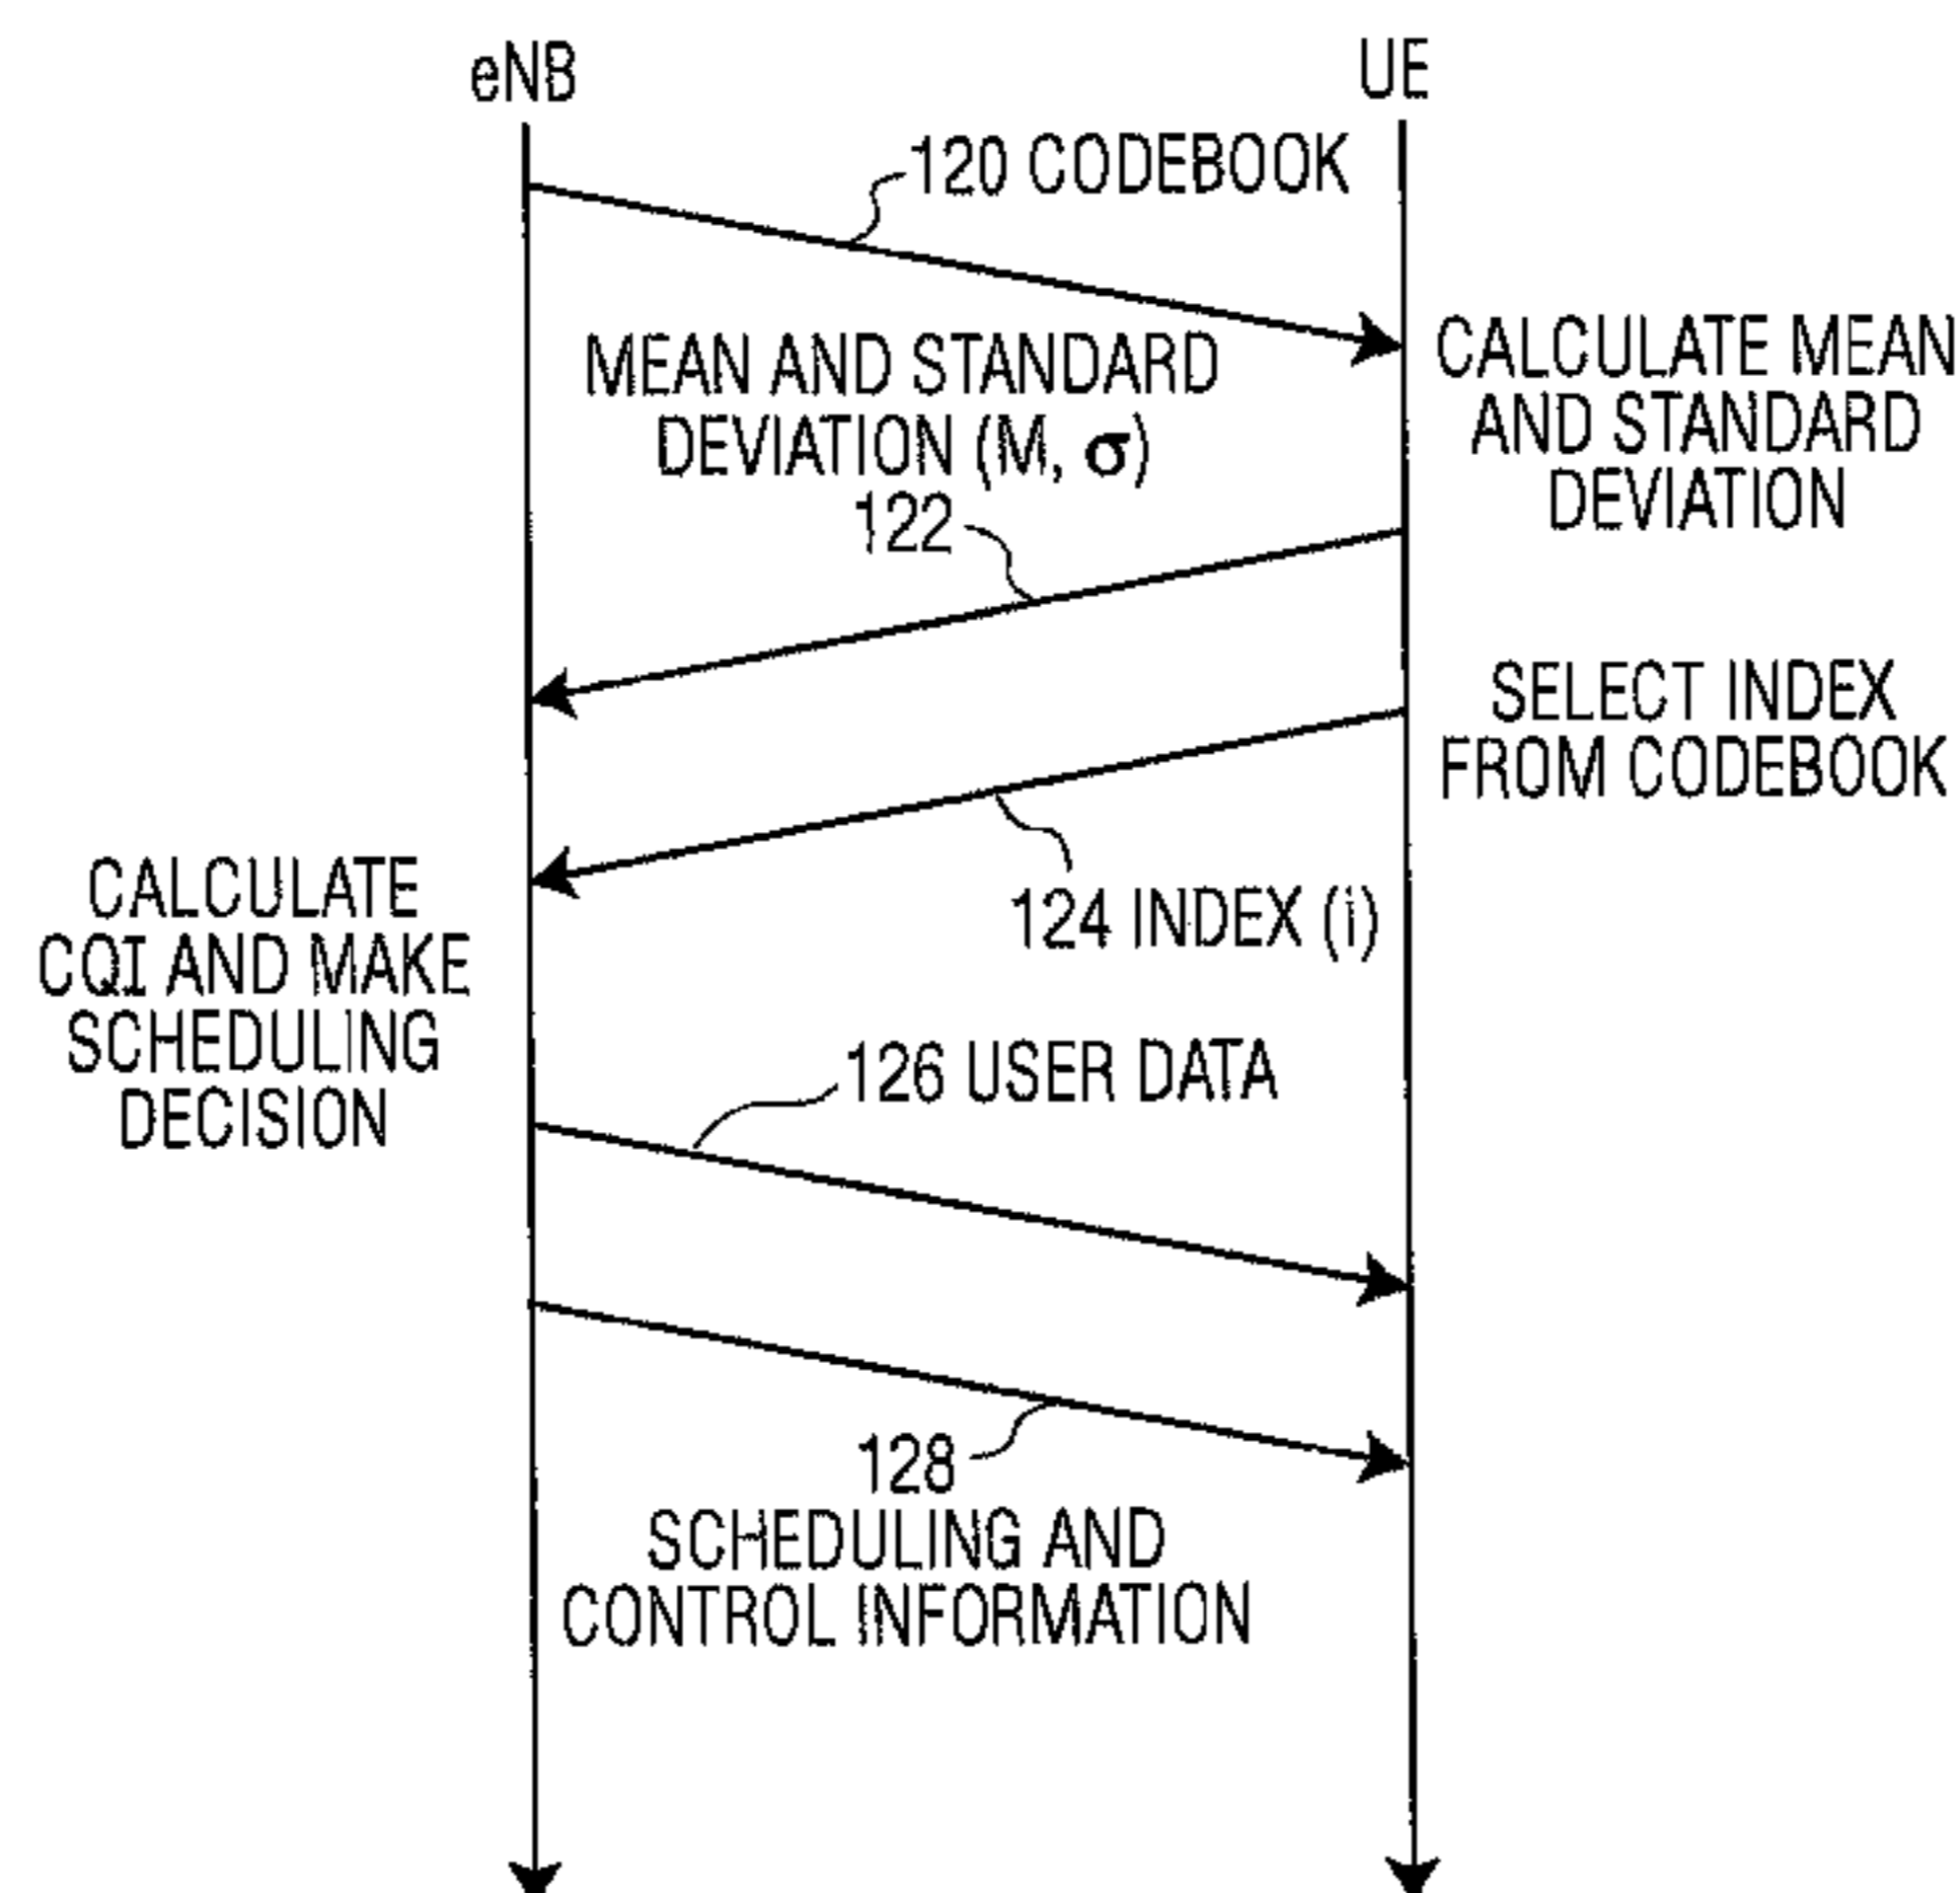 eNB
UE
120 CODEBOOK
MEAN AND STANDARD
DEVIATION (M, σ)
122
CALCULATE MEAN
AND STANDARD
DEVIATION
SELECT INDEX
FROM CODEBOOK
124 INDEX (i)
CALCULATE
CQI AND MAKE
SCHEDULING
DECISION
126 USER DATA
128
SCHEDULING AND
CONTROL INFORMATION